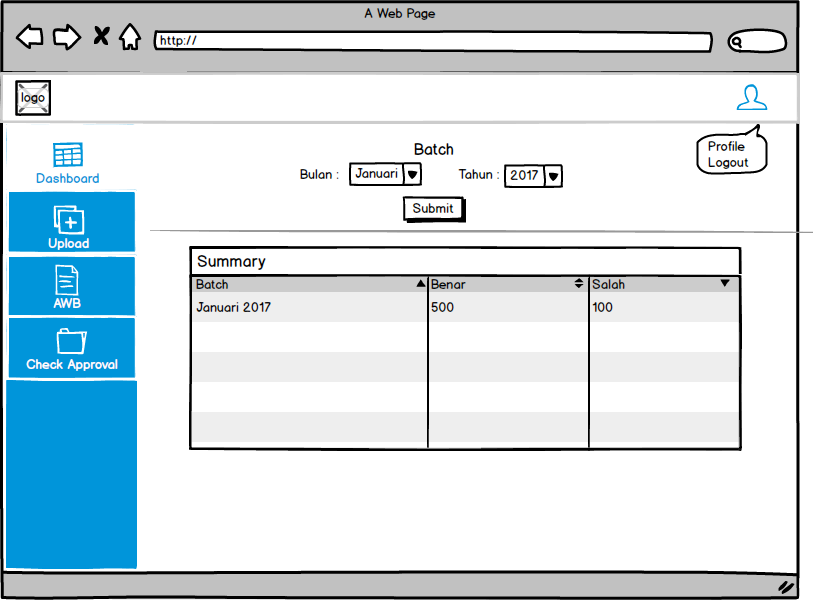 A Web Page
http://
logo
Profile
Logout
Dashboard
Upload
AWB
Check Approval
Batch
Bulan : Januari Tahun : 2017
Submit
Summary
Batch Benar Salah
Januari 2017 500 100